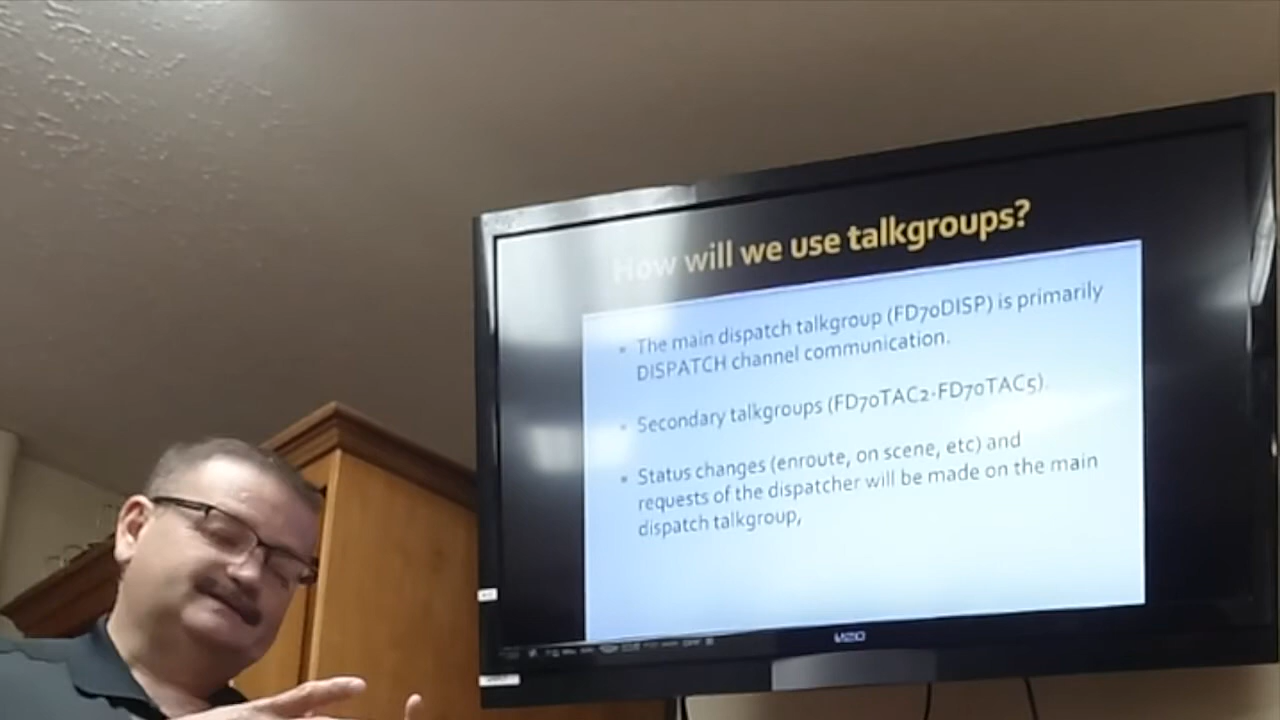 How will we use talkgroups?
The main dispatch talkgroup (FD70DISP) is primarily
DISPATCH channel communication.
Secondary talkgroups (FD70TAC2-FD70TAC5).
Status changes (enroute, on scene, etc) and
requests of the dispatcher will be made on the main
dispatch talkgroup,
VIZIO